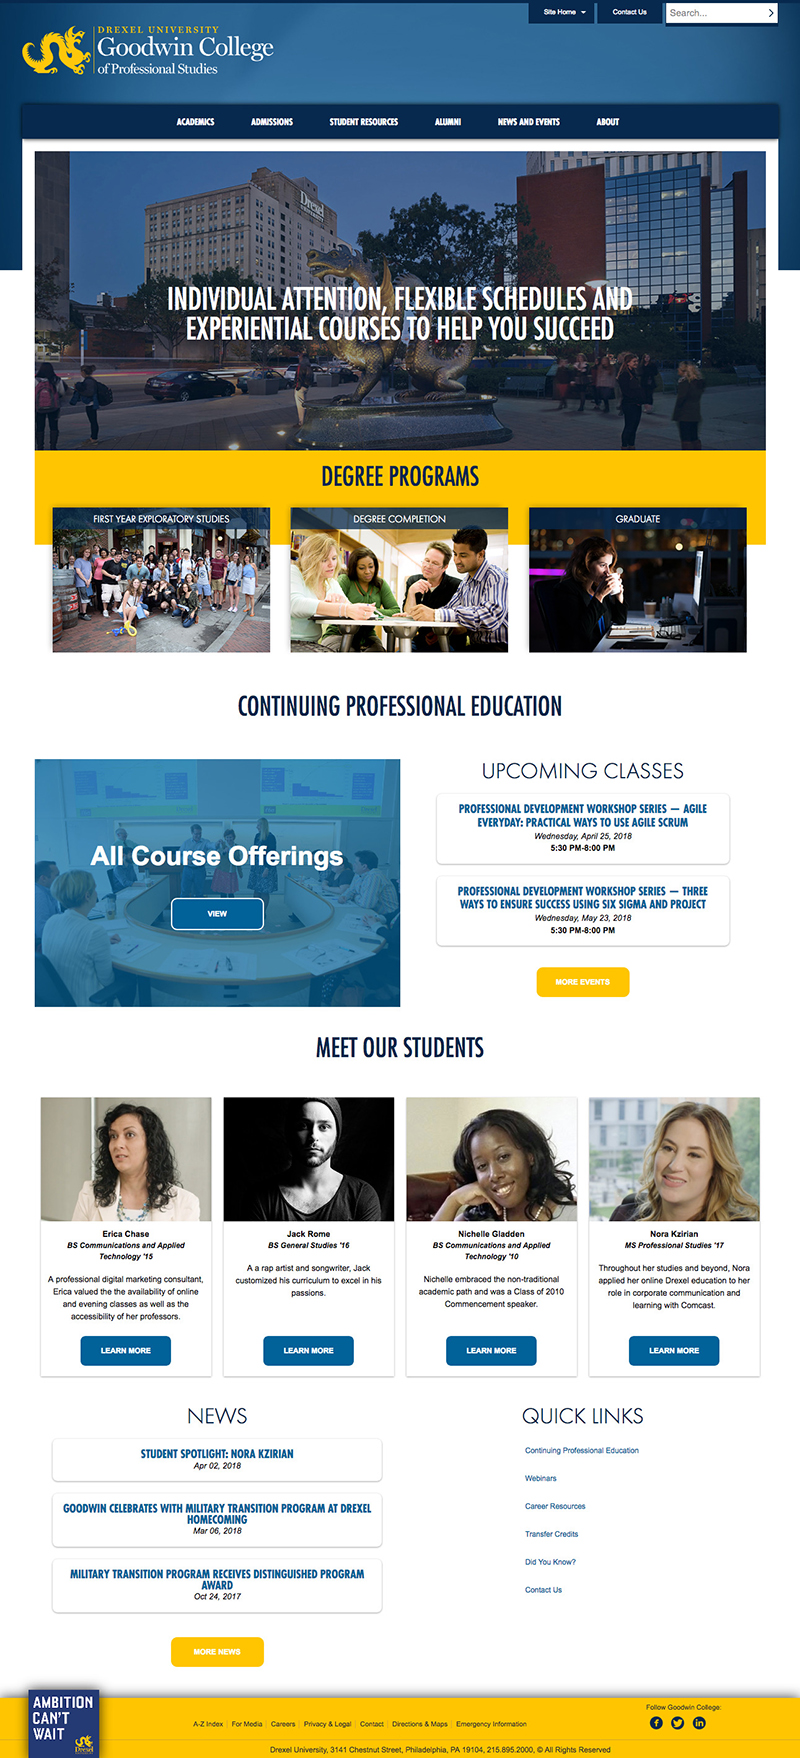 Site Home
Contact Us
Search...
DREXEL UNIVERSITY
Goodwin College
of Professional Studies
ACADEMICS
ADMISSIONS
STUDENT RESOURCES
ALUMNI
NEWS AND EVENTS
ABOUT
Drexel
UNIVERSITY
INDIVIDUAL ATTENTION, FLEXIBLE SCHEDULES AND
EXPERIENTIAL COURSES TO HELP YOU SUCCEED
DEGREE PROGRAMS
FIRST YEAR EXPLORATORY STUDIES
DEGREE COMPLETION
GRADUATE
CONTINUING PROFESSIONAL EDUCATION
All Course Offerings
VIEW
UPCOMING CLASSES
PROFESSIONAL DEVELOPMENT WORKSHOP SERIES — AGILE
EVERYDAY: PRACTICAL WAYS TO USE AGILE SCRUM
Wednesday, April 25, 2018
5:30 PM-8:00 PM
PROFESSIONAL DEVELOPMENT WORKSHOP SERIES — THREE
WAYS TO ENSURE SUCCESS USING SIX SIGMA AND PROJECT
Wednesday, May 23, 2018
5:30 PM-8:00 PM
MORE EVENTS
MEET OUR STUDENTS
Erica Chase
BS Communications and Applied
Technology '15
A professional digital marketing consultant,
Erica valued the the availability of online
and evening classes as well as the
accessibility of her professors.
LEARN MORE
Jack Rome
BS General Studies '16
A a rap artist and songwriter, Jack
customized his curriculum to excel in his
passions.
LEARN MORE
Nichelle Gladden
BS Communications and Applied
Technology '10
Nichelle embraced the non-traditional
academic path and was a Class of 2010
Commencement speaker.
LEARN MORE
Nora Kzirian
MS Professional Studies '17
Throughout her studies and beyond, Nora
applied her online Drexel education to her
role in corporate communication and
learning with Comcast.
LEARN MORE
NEWS
STUDENT SPOTLIGHT: NORA KZIRIAN
Apr 02, 2018
GOODWIN CELEBRATES WITH MILITARY TRANSITION PROGRAM AT DREXEL
HOMECOMING
Mar 06, 2018
MILITARY TRANSITION PROGRAM RECEIVES DISTINGUISHED PROGRAM
AWARD
Oct 24, 2017
MORE NEWS
QUICK LINKS
Continuing Professional Education
Webinars
Career Resources
Transfer Credits
Did You Know?
Contact Us
AMBITION
CAN'T
WAIT
Drexel
A-Z Index
For Media
Careers
Privacy & Legal
Contact
Directions & Maps
Emergency Information
Follow Goodwin College:
Drexel University, 3141 Chestnut Street, Philadelphia, PA 19104, 215.895.2000, © All Rights Reserved